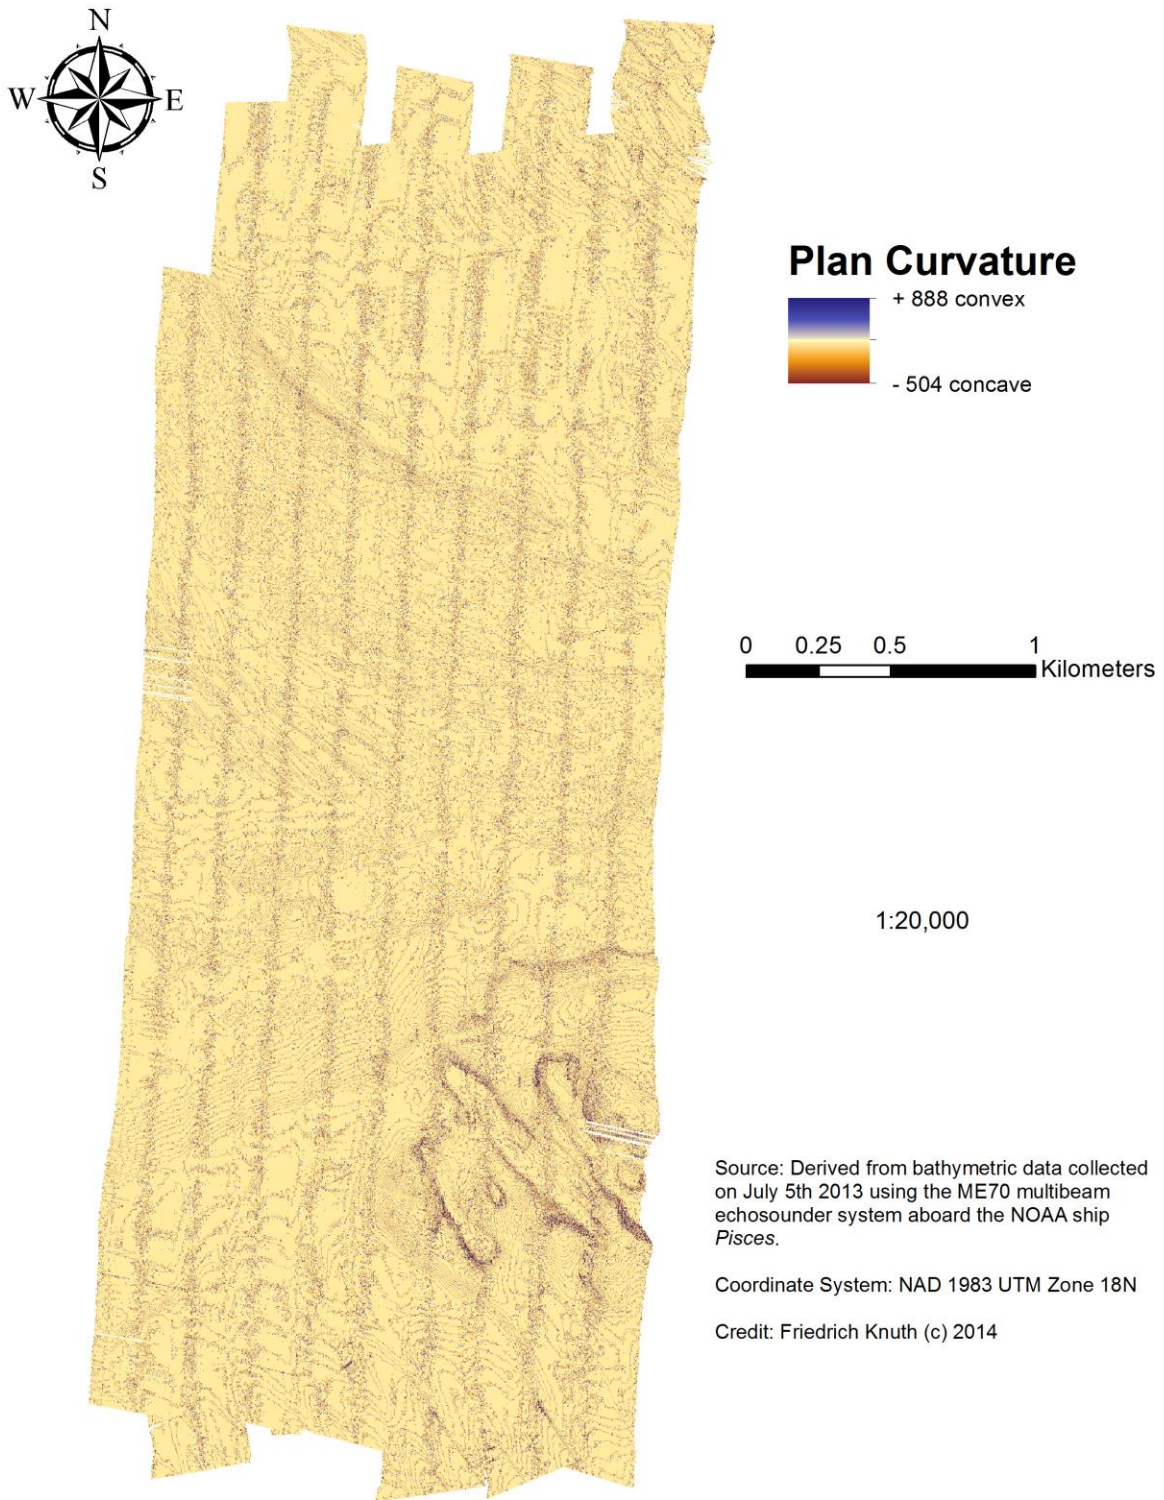 N
W E
S
Plan Curvature
+ 888 convex
- 504 concave
0 0.25 0.5 1
Kilometers
1:20,000
Source: Derived from bathymetric data collected
on July 5th 2013 using the ME70 multibeam
echosounder system aboard the NOAA ship
Pisces.
Coordinate System: NAD 1983 UTM Zone 18N
Credit: Friedrich Knuth (c) 2014